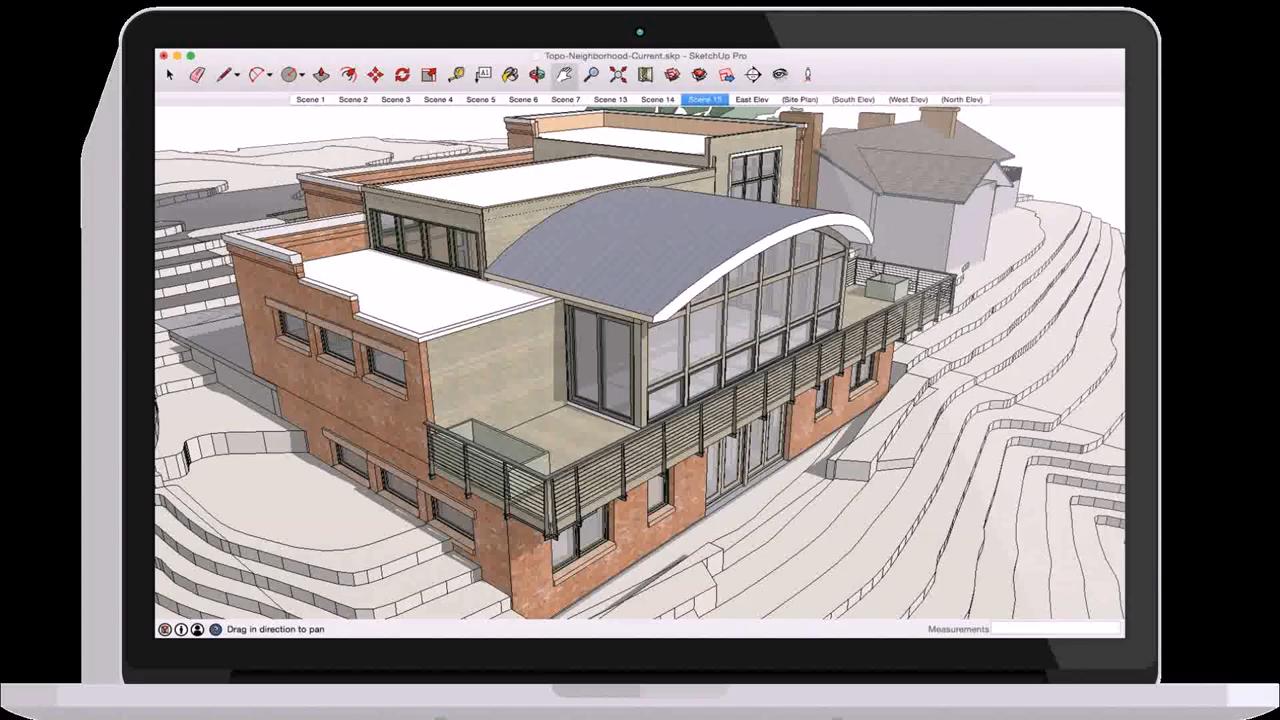 Topo-Neighborhood-Current.skp - SketchUp Pro
A1
Scene 1 Scene 2 Scene 3 Scene 4 Scene 5 Scene 6 Scene 7 Scene 13 Scene 14 Scene 15 East Elev (Site Plan) (South Elev) (West Elev) (North Elev)
Drag in direction to pan
Measurements